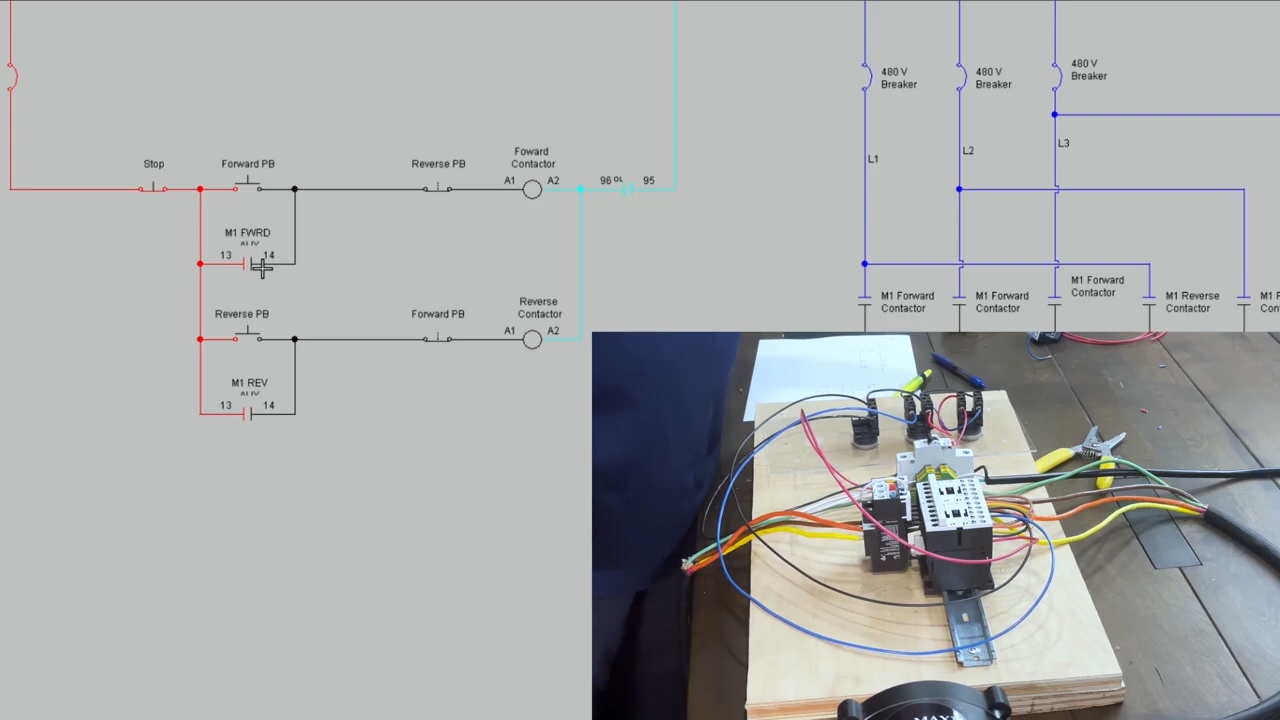 480 V
Breaker
480 V
Breaker
480 V
Breaker
L1
L2
L3
Stop
Forward PB
Reverse PB
Foward
Contactor
A1
A2
96
OL
95
M1 FWRD
13
14
Reverse PB
Forward PB
Reverse
Contactor
A1
A2
M1 REV
13
14
M1 Forward
Contactor
M1 Forward
Contactor
M1 Forward
Contactor
M1 Reverse
Contactor